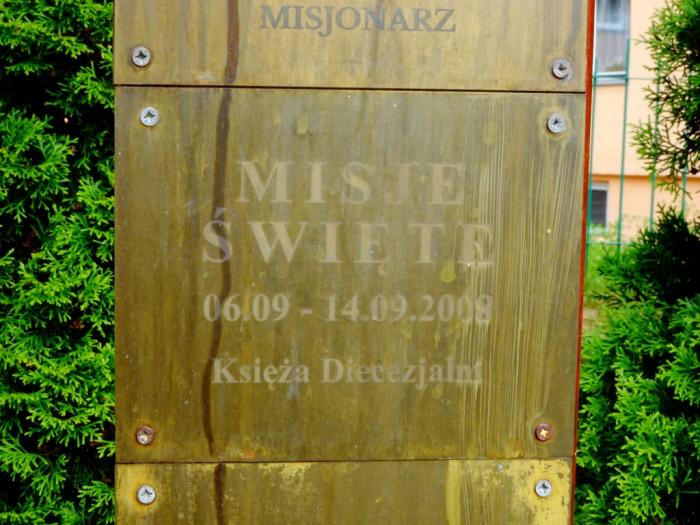 MISJONARZ
MISJE
ŚWIĘTE
06.09 - 14.09.2008
Księża Diecezjalni